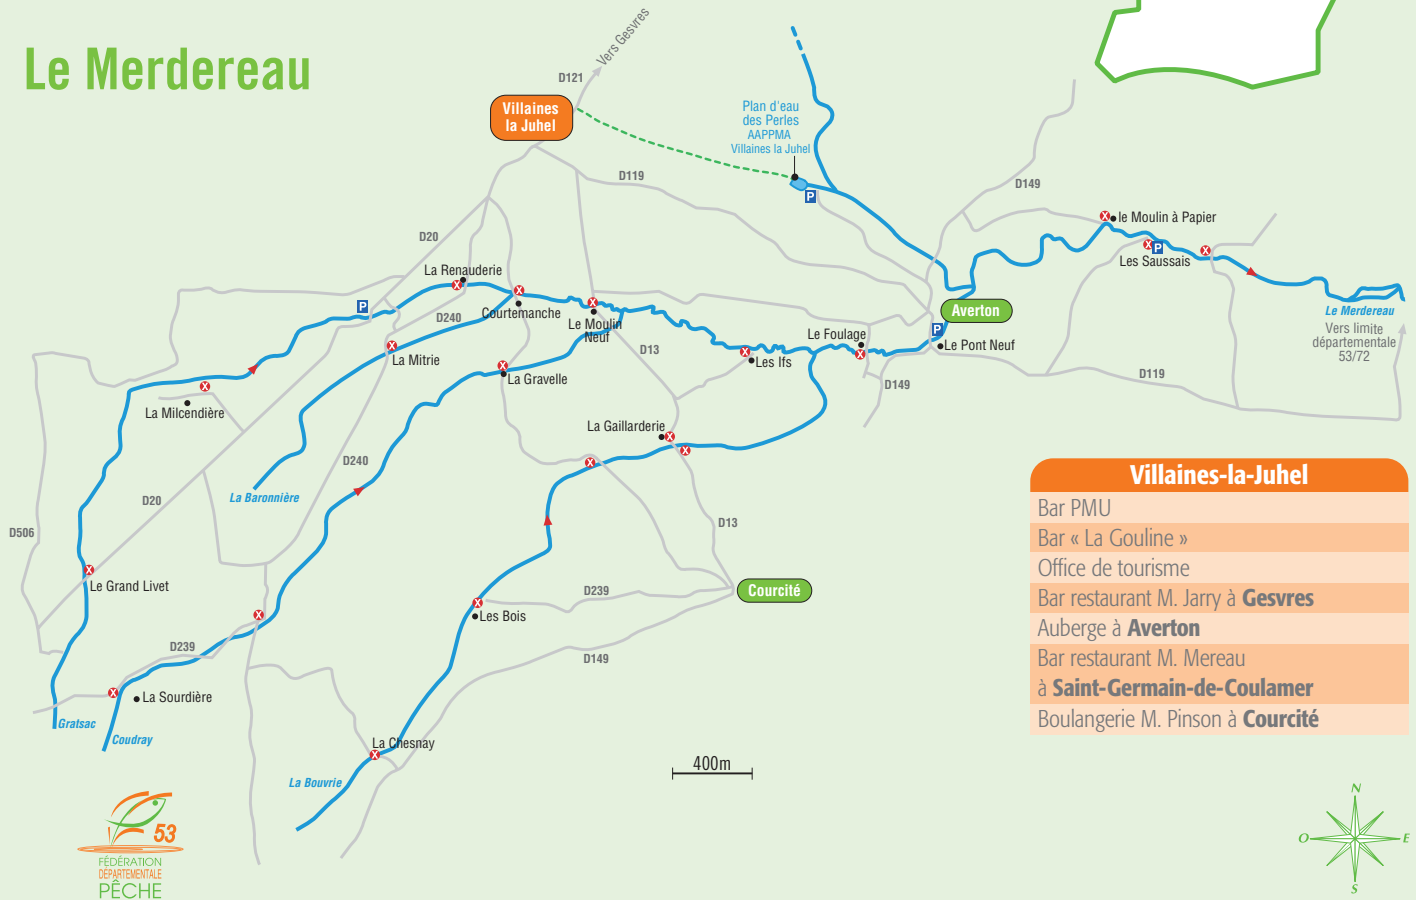 Le Merdereau
Vers Gesvres
D121
Villaines
la Juhel
Plan d'eau
des Perles
AAPPMA
Villaines la Juhel
P
D119
D149
D20
le Moulin à Papier
Les Saussais
P
La Renauderie
P
Courtemanche
D240
Le Moulin
Neuf
D13
La Mitrie
La Gravelle
Les Ifs
Le Foulage
Averton
P
Le Pont Neuf
D149
D119
Le Merdereau
Vers limite
départementale
53/72
La Milcendière
La Gaillarderie
D240
La Baronnière
D20
D506
D13
Le Grand Livet
Courcité
D239
Les Bois
D239
D149
La Sourdière
Gratsac
Coudray
La Chesnay
La Bouvrie
400m
Villaines-la-Juhel
Bar PMU
Bar « La Gouline »
Office de tourisme
Bar restaurant M. Jarry à Gesvres
Auberge à Averton
Bar restaurant M. Mereau
à Saint-Germain-de-Coulamer
Boulangerie M. Pinson à Courcité
N
O
E
S
53
FÉDÉRATION
DÉPARTEMENTALE
PÊCHE